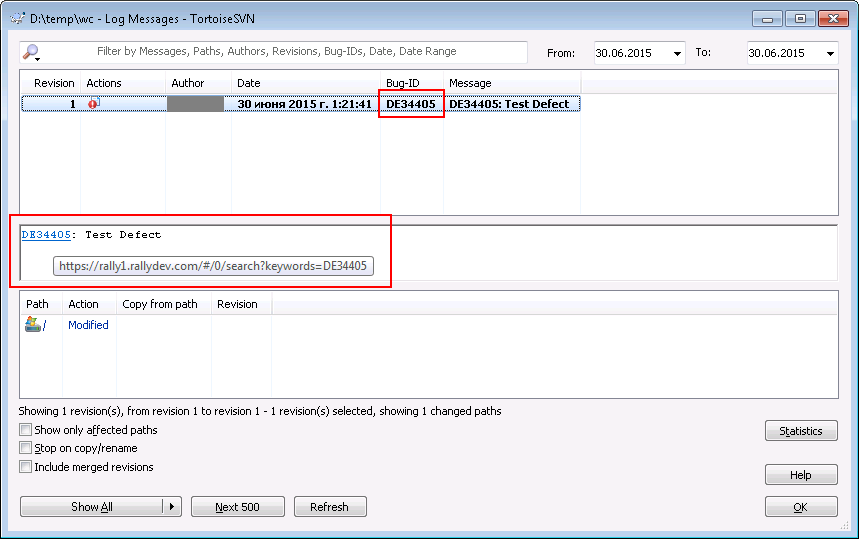 D:\temp\wc - Log Messages - TortoiseSVN
Filter by Messages, Paths, Authors, Revisions, Bug-IDs, Date, Date Range
From: 30.06.2015 To: 30.06.2015
Revision Actions Author Date Bug-ID Message
1 30 июня 2015 г. 1:21:41 DE34405 DE34405: Test Defect
DE34405: Test Defect
https://rally1.rallydev.com/#/0/search?keywords=DE34405
Path Action Copy from path Revision
/ Modified
Showing 1 revision(s), from revision 1 to revision 1 - 1 revision(s) selected, showing 1 changed paths
Show only affected paths
Stop on copy/rename
Include merged revisions
Statistics
Help
Show All Next 500 Refresh OK